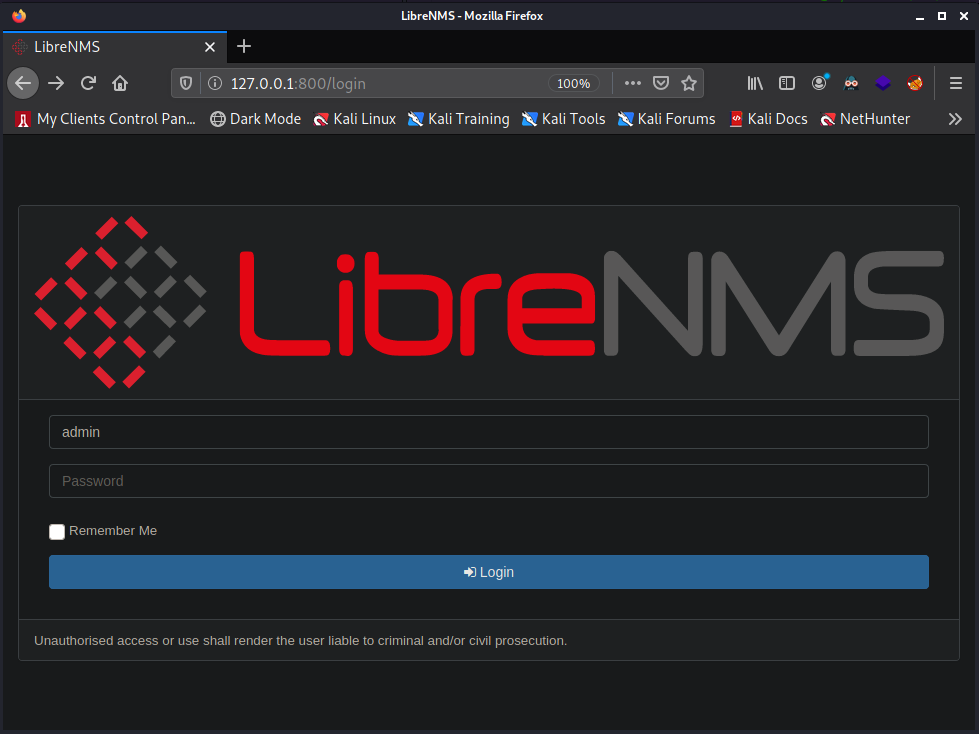 LibreNMS - Mozilla Firefox
LibreNMS
127.0.0.1:800/login 100%
My Clients Control Pan... Dark Mode Kali Linux Kali Training Kali Tools Kali Forums Kali Docs NetHunter
LibreNMS
admin
Password
Remember Me
Login
Unauthorised access or use shall render the user liable to criminal and/or civil prosecution.